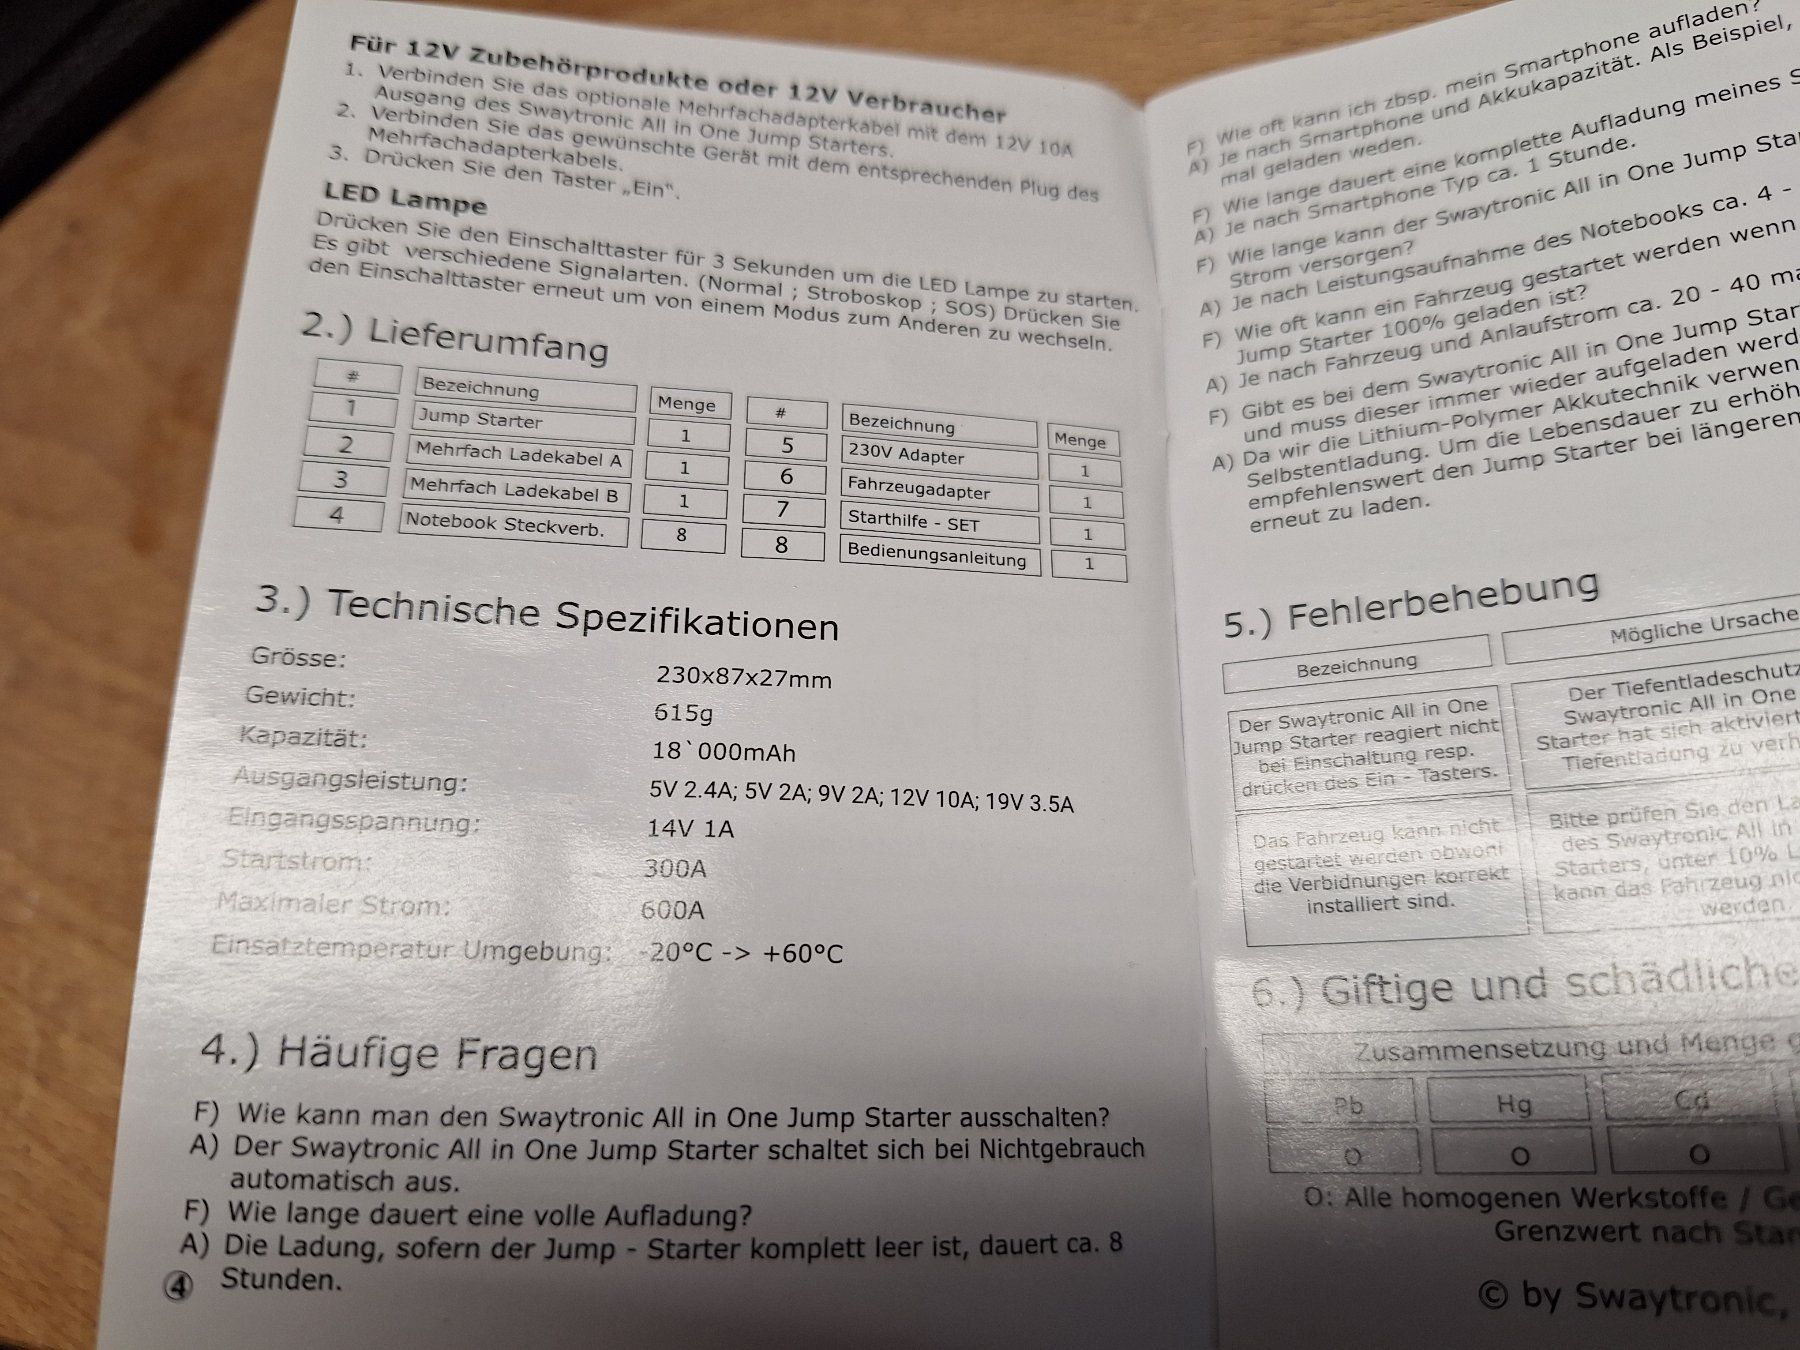 Für 12V Zubehörprodukte oder 12V Verbraucher
1. Verbinden Sie das optionale Mehrfachadapterkabel mit dem 12V 10A
Ausgang des Swaytronic All in One Jump Starters.
2. Verbinden Sie das gewünschte Gerät mit dem entsprechenden Plug des
Mehrfachadapterkabels.
3. Drücken Sie den Taster „Ein“.
LED Lampe
Drücken Sie den Einschalttaster für 3 Sekunden um die LED Lampe zu starten.
Es gibt verschiedene Signalarten. (Normal ; Stroboskop ; SOS) Drücken Sie
den Einschalttaster erneut um von einem Modus zum Anderen zu wechseln.
2.) Lieferumfang
# Bezeichnung Menge # Bezeichnung Menge
1 Jump Starter 1 5 230V Adapter 1
2 Mehrfach Ladekabel A 1 6 Fahrzeugadapter 1
3 Mehrfach Ladekabel B 1 7 Starthilfe - SET 1
4 Notebook Steckverb. 8 8 Bedienungsanleitung 1
3.) Technische Spezifikationen
Grösse: 230x87x27mm
Gewicht: 615g
Kapazität: 18`000mAh
Ausgangsleistung: 5V 2.4A; 5V 2A; 9V 2A; 12V 10A; 19V 3.5A
Eingangsspannung: 14V 1A
Startstrom: 300A
Maximaler Strom: 600A
Einsatztemperatur Umgebung: -20°C -> +60°C
4.) Häufige Fragen
F) Wie kann man den Swaytronic All in One Jump Starter ausschalten?
A) Der Swaytronic All in One Jump Starter schaltet sich bei Nichtgebrauch
automatisch aus.
F) Wie lange dauert eine volle Aufladung?
A) Die Ladung, sofern der Jump - Starter komplett leer ist, dauert ca. 8
Stunden.
4
F) Wie oft kann ich zbsp. mein Smartphone aufladen?
A) Je nach Smartphone und Akkukapazität. Als Beispiel,
mal geladen weden.
F) Wie lange dauert eine komplette Aufladung meines
A) Je nach Smartphone Typ ca. 1 Stunde.
F) Wie lange kann der Swaytronic All in One Jump
Strom versorgen?
A) Je nach Leistungsaufnahme des Notebooks ca. 4 -
F) Wie oft kann ein Fahrzeug gestartet werden wenn
Jump Starter 100% geladen ist?
A) Je nach Fahrzeug und Anlaufstrom ca. 20 - 40
F) Gibt es bei dem Swaytronic All in One Jump
und muss dieser immer wieder aufgeladen
A) Da wir die Lithium-Polymer Akkutechnik
Selbstentladung. Um die Lebensdauer zu
empfehlenswert den Jump Starter bei längeren
erneut zu laden.
5.) Fehlerbehebung
Bezeichnung Mögliche Ursache
Der Swaytronic All in One
Jump Starter reagiert nicht
bei Einschaltung resp.
drücken des Ein - Tasters.
Der Tiefentladeschutz
Swaytronic All in One
Starter hat sich aktiviert
Tiefentladung zu
Das Fahrzeug kann nicht
gestartet werden obwohl
die Verbidnungen korrekt
installiert sind.
Bitte prüfen Sie den
des Swaytronic All in
Starters, unter 10%
kann das Fahrzeug
werden.
6.) Giftige und schädliche
Zusammensetzung und Menge
Pb Hg Cd
O O O
O: Alle homogenen Werkstoffe /
Grenzwert nach
© by Swaytronic,